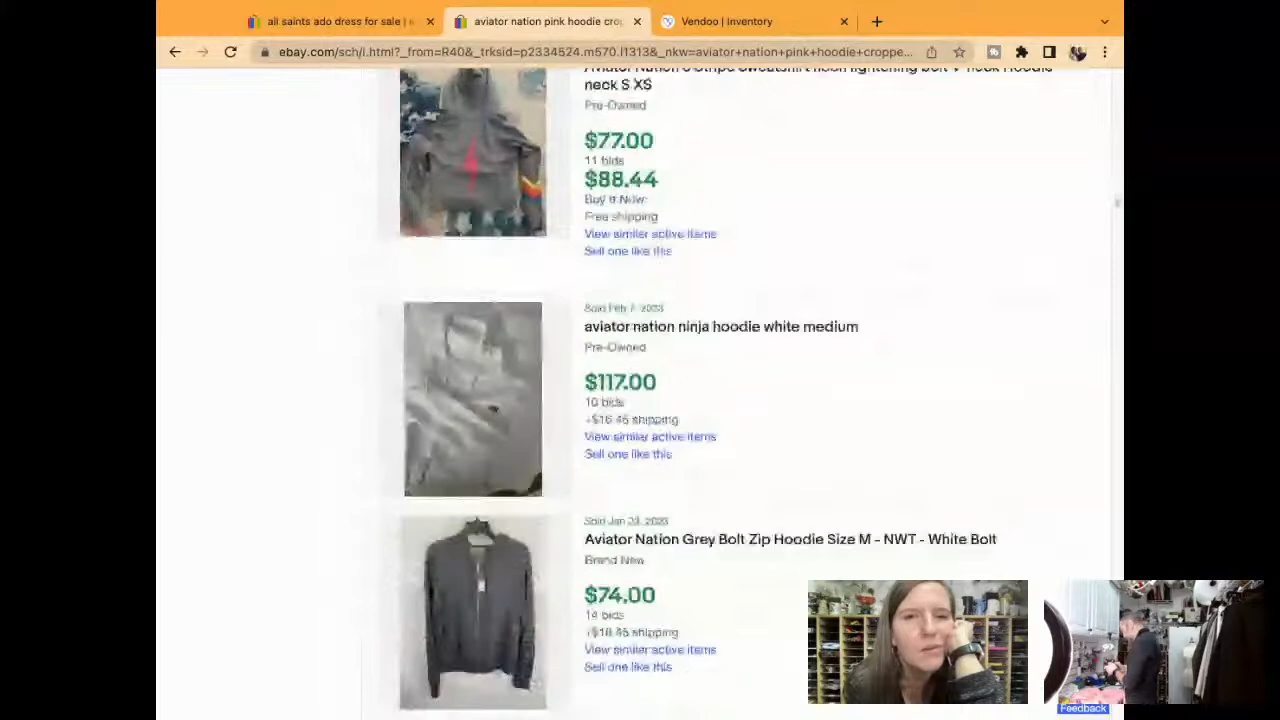 all saints ado dress for sale | e
aviator nation pink hoodie crop
Vendoo | Inventory
ebay.com/sch/i.html?_from=R40&_trksid=p2334524.m570.l1313&_nkw=aviator+nation+pink+hoodie+croppe...
Aviator Nation 5 Stripe Sweatshirt neon lightening bolt V neck Hoodie
neck S XS
Pre-Owned
$77.00
11 bids
$88.44
Buy It Now
Free shipping
View similar active items
Sell one like this
Sold Feb 7, 2023
aviator nation ninja hoodie white medium
Pre-Owned
$117.00
10 bids
+$16.45 shipping
View similar active items
Sell one like this
Sold Jan 23, 2023
Aviator Nation Grey Bolt Zip Hoodie Size M - NWT - White Bolt
Brand New
$74.00
14 bids
+$18.45 shipping
View similar active items
Sell one like this
Feedback